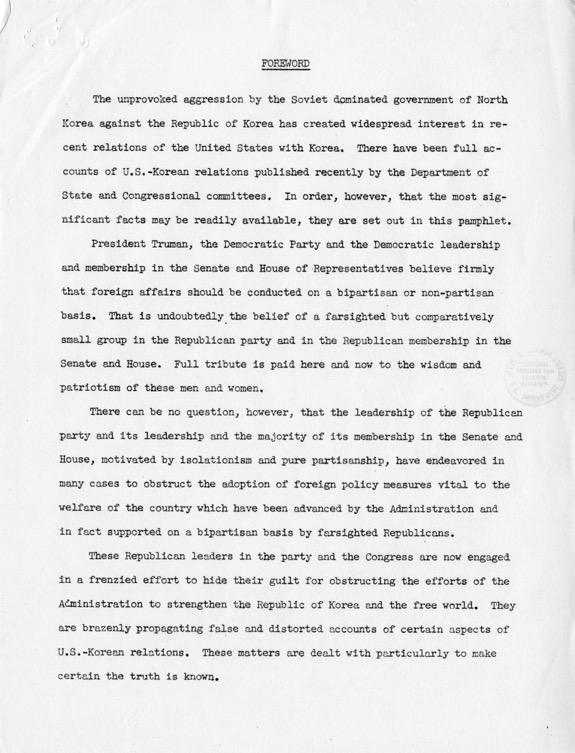 FOREWORD
The unprovoked aggression by the Soviet dominated government of North
Korea against the Republic of Korea has created widespread interest in re-
cent relations of the United States with Korea. There have been full ac-
counts of U.S.-Korean relations published recently by the Department of
State and Congressional committees. In order, however, that the most sig-
nificant facts may be readily available, they are set out in this pamphlet.
President Truman, the Democratic Party and the Democratic leadership
and membership in the Senate and House of Representatives believe firmly
that foreign affairs should be conducted on a bipartisan or non-partisan
basis. That is undoubtedly the belief of a farsighted but comparatively
small group in the Republican party and in the Republican membership in the
Senate and House. Full tribute is paid here and now to the wisdom and
patriotism of these men and women.
There can be no question, however, that the leadership of the Republican
party and its leadership and the majority of its membership in the Senate and
House, motivated by isolationism and pure partisanship, have endeavored in
many cases to obstruct the adoption of foreign policy measures vital to the
welfare of the country which have been advanced by the Administration and
in fact supported on a bipartisan basis by farsighted Republicans.
These Republican leaders in the party and the Congress are now engaged
in a frenzied effort to hide their guilt for obstructing the efforts of the
Administration to strengthen the Republic of Korea and the free world. They
are brazenly propagating false and distorted accounts of certain aspects of
U.S.-Korean relations. These matters are dealt with particularly to make
certain the truth is known.